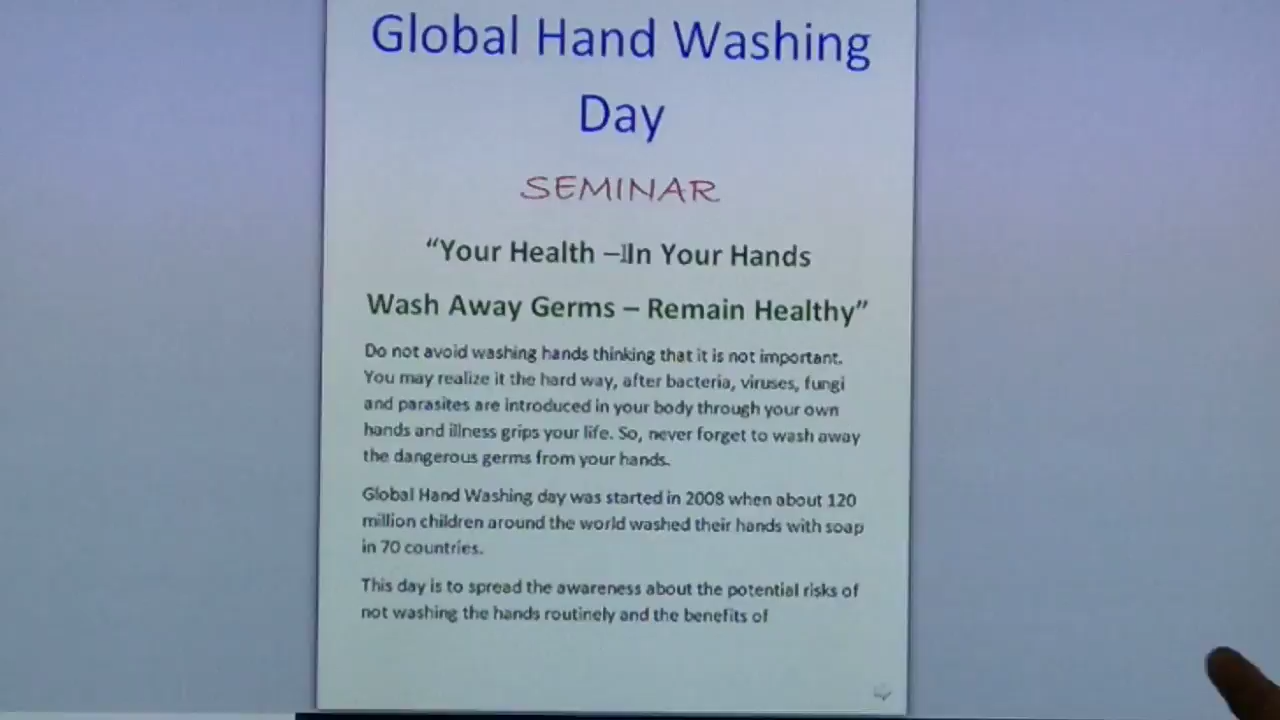 Global Hand Washing
Day
SEMINAR
“Your Health –In Your Hands
Wash Away Germs – Remain Healthy”
Do not avoid washing hands thinking that it is not important.
You may realize it the hard way, after bacteria, viruses, fungi
and parasites are introduced in your body through your own
hands and illness grips your life. So, never forget to wash away
the dangerous germs from your hands.
Global Hand Washing day was started in 2008 when about 120
million children around the world washed their hands with soap
in 70 countries.
This day is to spread the awareness about the potential risks of
not washing the hands routinely and the benefits of